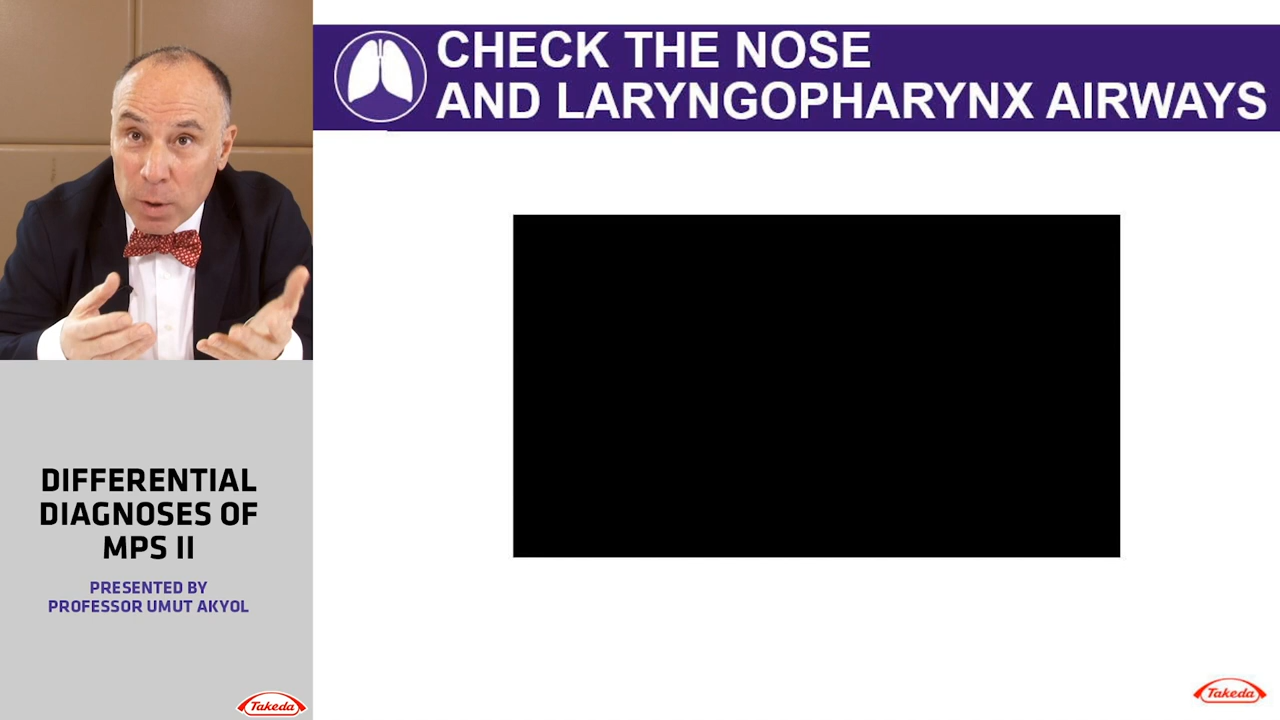 CHECK THE NOSE
AND LARYNGOPHARYNX AIRWAYS
DIFFERENTIAL
DIAGNOSES OF
MPS II
PRESENTED BY
PROFESSOR UMUT AKYOL
Takeda
Takeda